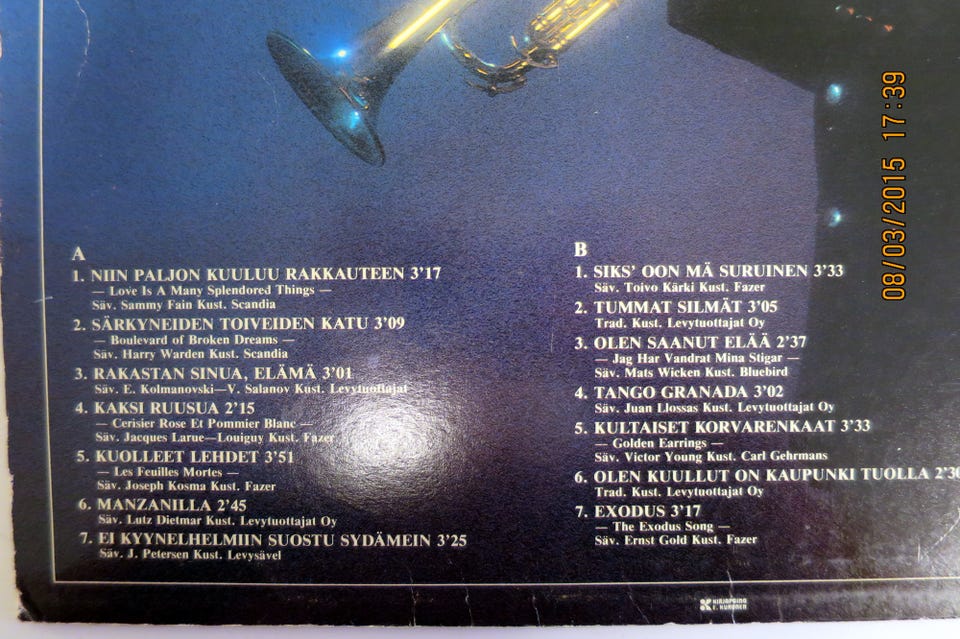 A
1. NIIN PALJON KUULUU RAKKAUTEEN 3'17
— Love Is A Many Splendored Things —
Säv. Sammy Fain Kust. Scandia
2. SÄRKYNEIDEN TOIVEIDEN KATU 3'09
— Boulevard of Broken Dreams —
Säv. Harry Warden Kust. Scandia
3. RAKASTAN SINUA, ELÄMÄ 3'01
Säv. E. Kolmanovski—V. Salanov Kust. Levytuottajat
4. KAKSI RUUSUA 2'15
— Cerisier Rose Et Pommier Blanc —
Säv. Jacques Larue—Louiguy Kust. Fazer
5. KUOLLEET LEHDET 3'51
— Les Feuilles Mortes —
Säv. Joseph Kosma Kust. Fazer
6. MANZANILLA 2'45
Säv. Lutz Dietmar Kust. Levytuottajat Oy
7. EI KYYNELHELMIIN SUOSTU SYDÄMEIN 3'25
Säv. J. Petersen Kust. Levysävel
B
1. SIKS' OON MÄ SURUINEN 3'33
Säv. Toivo Kärki Kust. Fazer
2. TUMMAT SILMÄT 3'05
Trad. Kust. Levytuottajat Oy
3. OLEN SAANUT ELÄÄ 2'37
— Jag Har Vandrat Mina Stigar —
Säv. Mats Wicken Kust. Bluebird
4. TANGO GRANADA 3'02
Säv. Juan Llossas Kust. Levytuottajat Oy
5. KULTAISET KORVARENKAAT 3'33
— Golden Earrings —
Säv. Victor Young Kust. Carl Gehrmans
6. OLEN KUULLUT ON KAUPUNKI TUOLLA 2'30
Trad. Kust. Levytuottajat Oy
7. EXODUS 3'17
— The Exodus Song —
Säv. Ernst Gold Kust. Fazer
KIRJAPAINO
T. KURONEN
08/03/2015 17:39